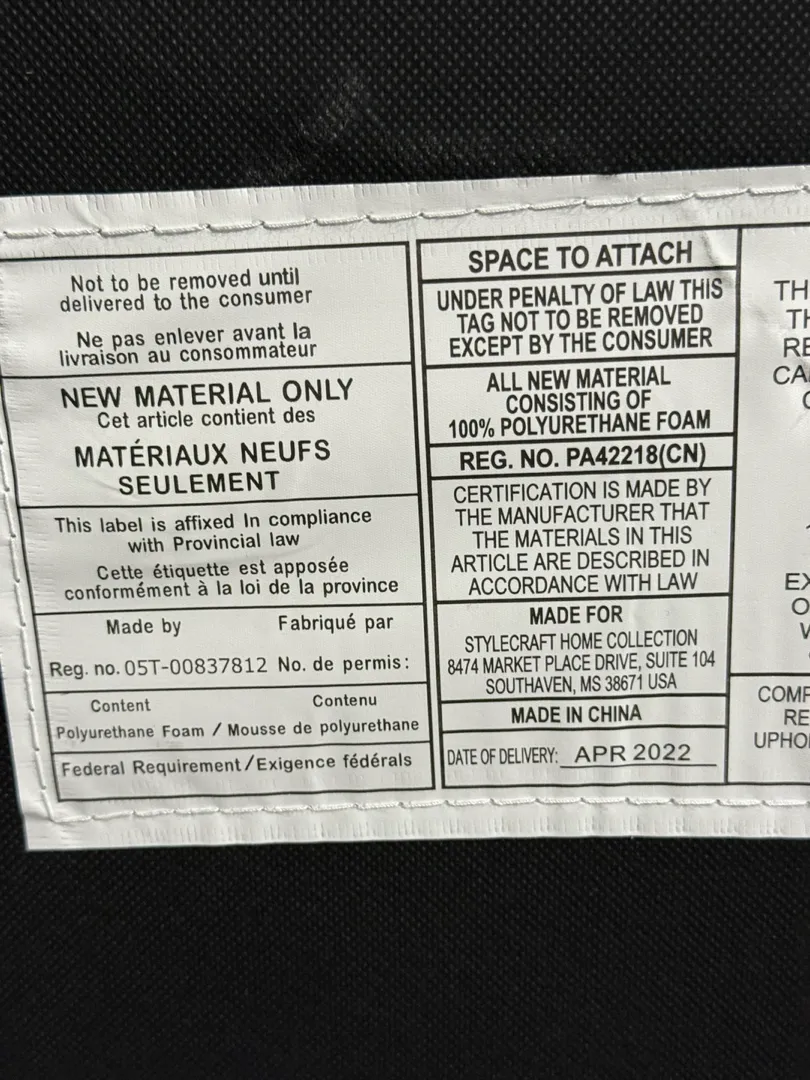 Not to be removed until
delivered to the consumer
Ne pas enlever avant la
livraison au consommateur
NEW MATERIAL ONLY
Cet article contient des
MATÉRIAUX NEUFS
SEULEMENT
This label is affixed In compliance
with Provincial law
Cette étiquette est apposée
conformément à la loi de la province
Made by Fabriqué par
Reg. no. 05T-00837812 No. de permis:
Content Contenu
Polyurethane Foam / Mousse de polyurethane
Federal Requirement/Exigence fédérals
SPACE TO ATTACH
UNDER PENALTY OF LAW THIS
TAG NOT TO BE REMOVED
EXCEPT BY THE CONSUMER
ALL NEW MATERIAL
CONSISTING OF
100% POLYURETHANE FOAM
REG. NO. PA42218(CN)
CERTIFICATION IS MADE BY
THE MANUFACTURER THAT
THE MATERIALS IN THIS
ARTICLE ARE DESCRIBED IN
ACCORDANCE WITH LAW
MADE FOR
STYLECRAFT HOME COLLECTION
8474 MARKET PLACE DRIVE, SUITE 104
SOUTHAVEN, MS 38671 USA
MADE IN CHINA
DATE OF DELIVERY: APR 2022